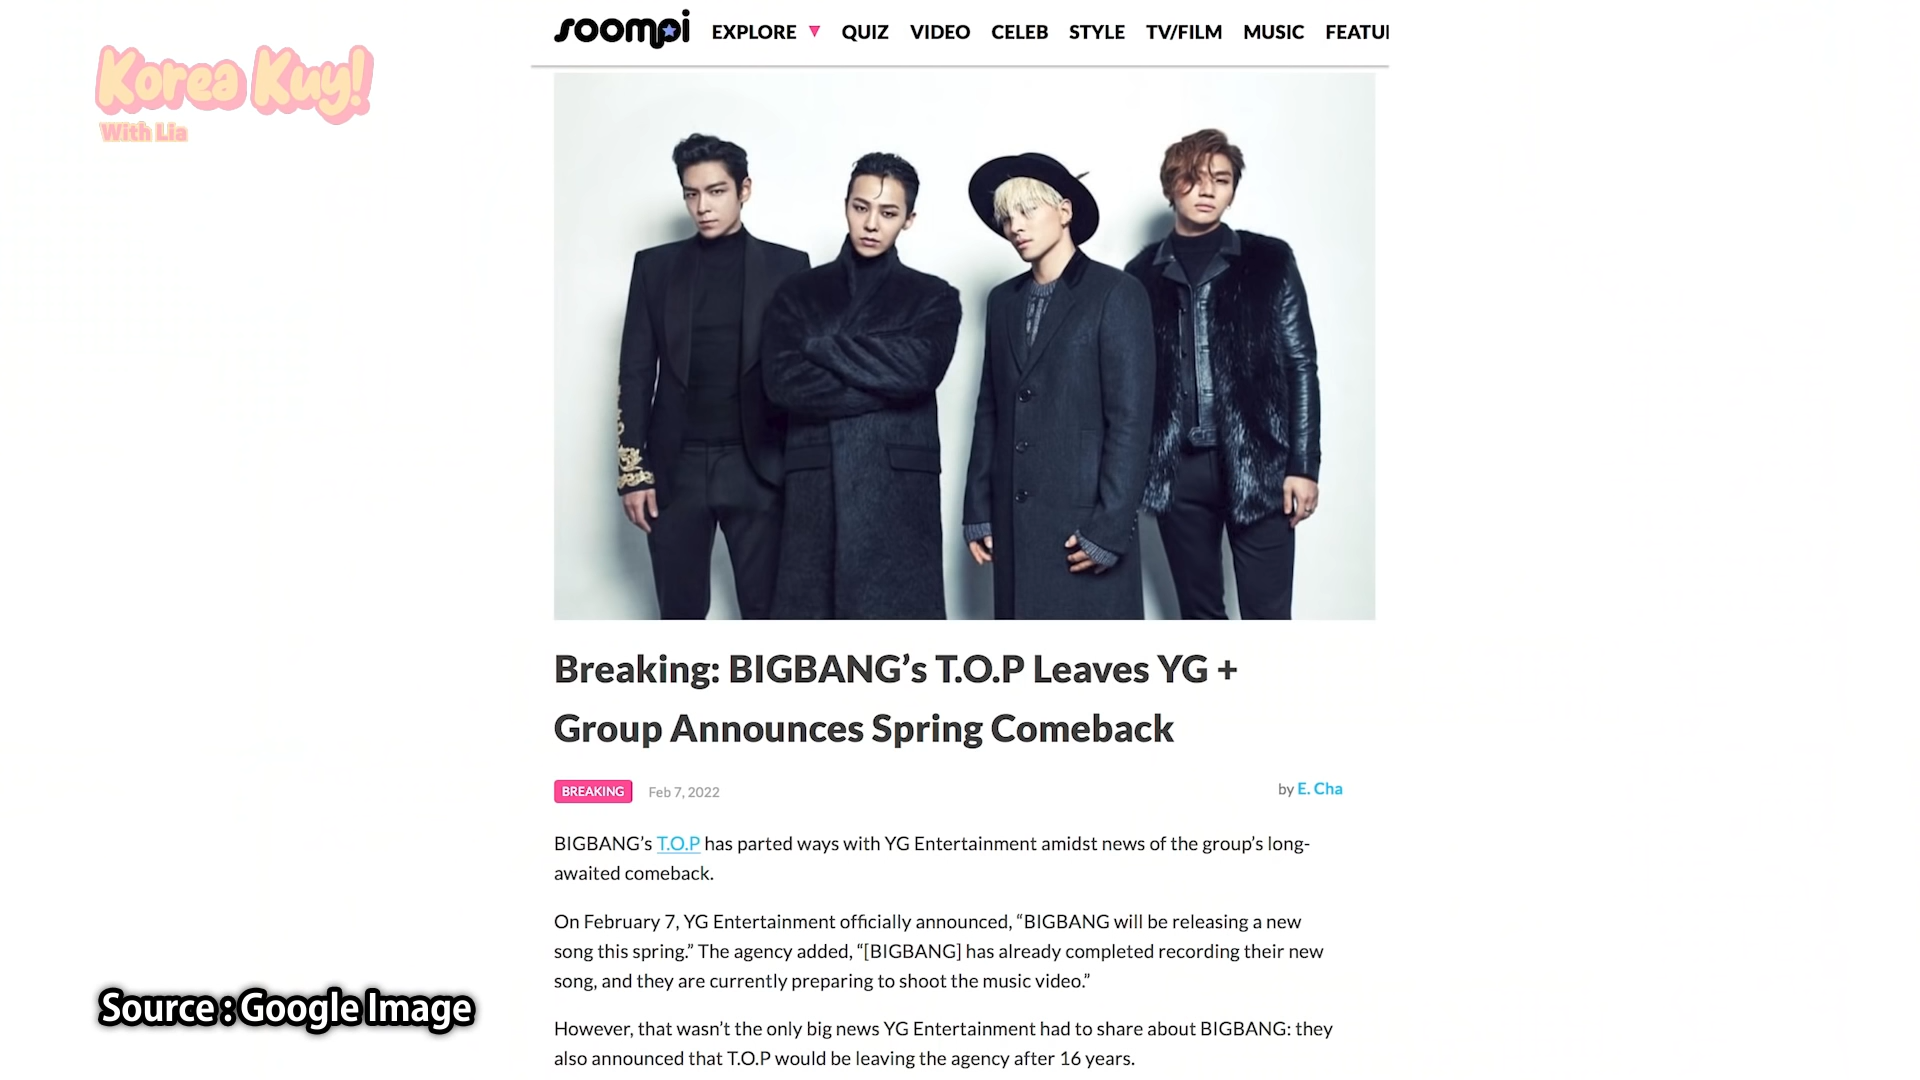 soompi EXPLORE QUIZ VIDEO CELEB STYLE TV/FILM MUSIC FEATU
Korea Kuy!
With Lia
Breaking: BIGBANG’s T.O.P Leaves YG +
Group Announces Spring Comeback
BREAKING Feb 7, 2022 by E. Cha
BIGBANG’s T.O.P has parted ways with YG Entertainment amidst news of the group’s long-
awaited comeback.
On February 7, YG Entertainment officially announced, “BIGBANG will be releasing a new
song this spring.” The agency added, “[BIGBANG] has already completed recording their new
song, and they are currently preparing to shoot the music video.”
Source : Google Image
However, that wasn’t the only big news YG Entertainment had to share about BIGBANG: they
also announced that T.O.P would be leaving the agency after 16 years.